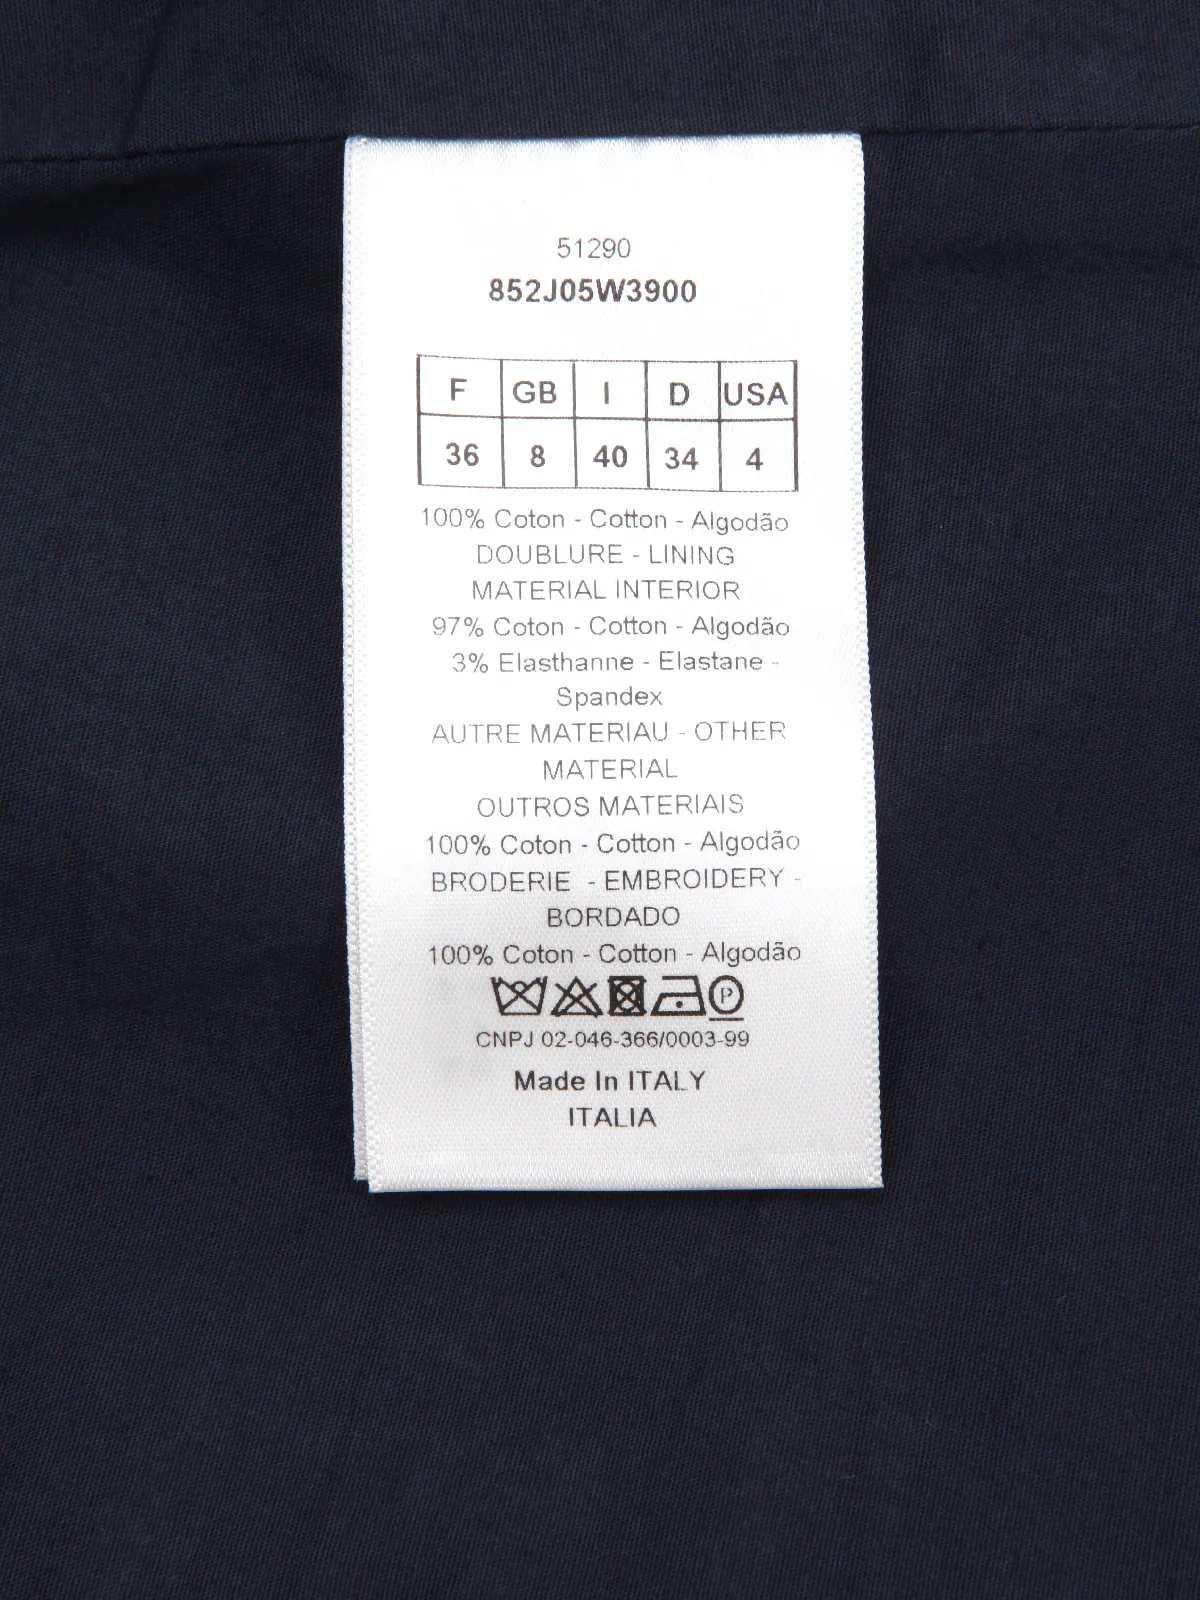 51290
852J05W3900
F GB I D USA
36 8 40 34 4
100% Coton - Cotton - Algodão
DOUBLURE - LINING
MATERIAL INTERIOR
97% Coton - Cotton - Algodão
3% Elasthanne - Elastane -
Spandex
AUTRE MATERIAU - OTHER
MATERIAL
OUTROS MATERIAIS
100% Coton - Cotton - Algodão
BRODERIE - EMBROIDERY -
BORDADO
100% Coton - Cotton - Algodão
P
CNPJ 02-046-366/0003-99
Made In ITALY
ITALIA